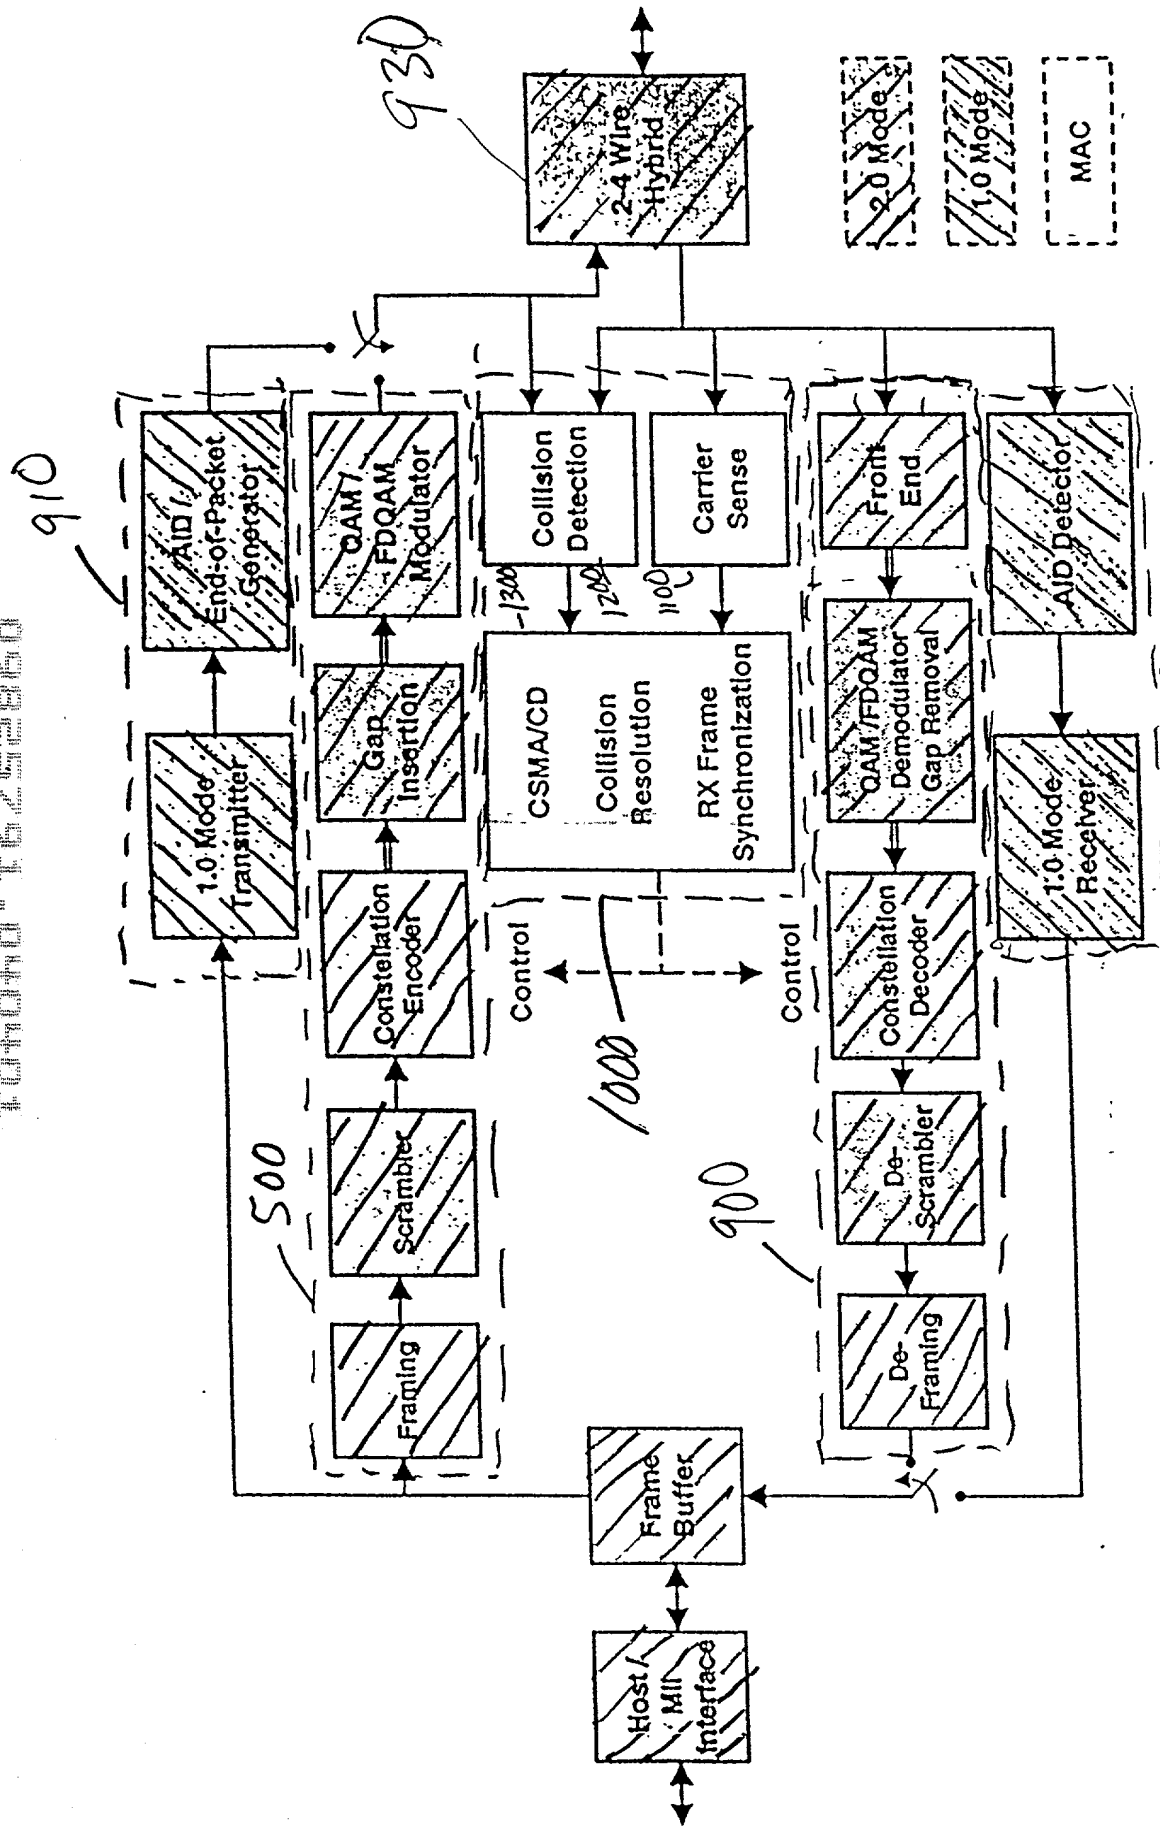 910
930
1.0 Mode
Transmitter
AID /
End-of-Packet
Generator
500
Framing
Scrambler
Constellation
Encoder
Gap
Insertion
QAM /
FDQAM
Modulator
Host /
MII
Interface
Frame
Buffer
Control
Control
1000
CSMA/CD
Collision
Resolution
RX Frame
Synchronization
1300
1200
1100
Collision
Detection
Carrier
Sense
2-4 Wire
Hybrid
900
De-
Framing
De-
Scrambler
Constellation
Decoder
QAM/FDQAM
Demodulator
Gap Removal
Front
End
1.0 Mode
Receiver
AID Detector
2.0 Mode
1.0 Mode
MAC